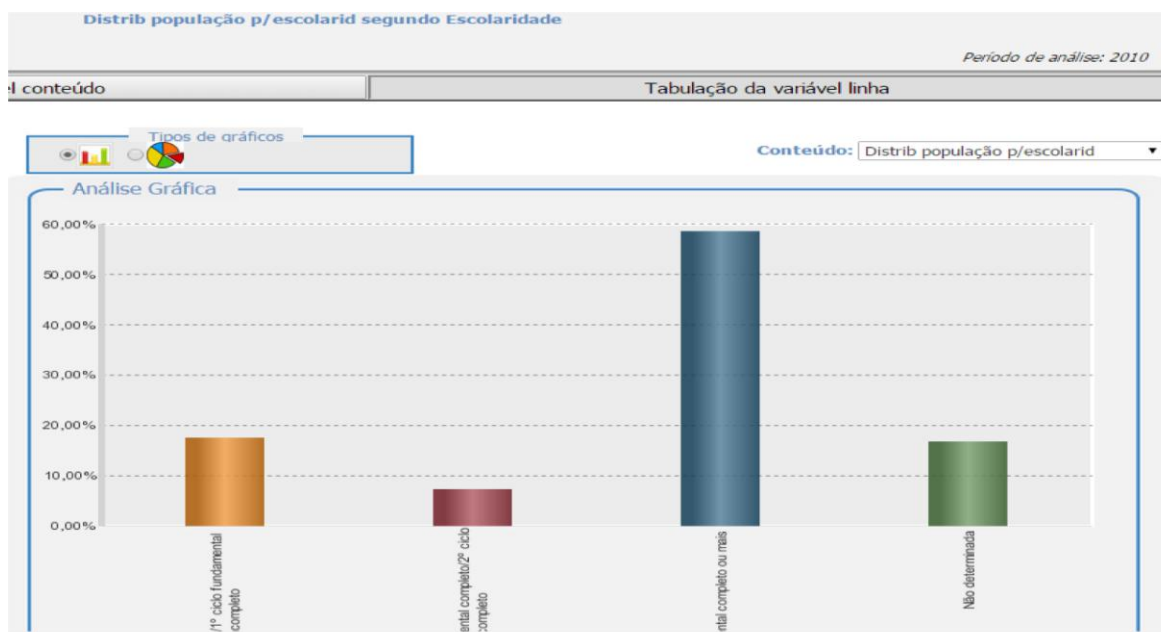 Distrib população p/escolarid segundo Escolaridade
Período de análise: 2010
el conteúdo
Tabulação da variável linha
Tipos de gráficos
Conteúdo: Distrib população p/escolarid
Análise Gráfica
60,00%
50,00%
40,00%
30,00%
20,00%
10,00%
0,00%
/1º ciclo fundamental
completo
ental completo/2º ciclo
completo
ntal completo ou mais
Não determinada